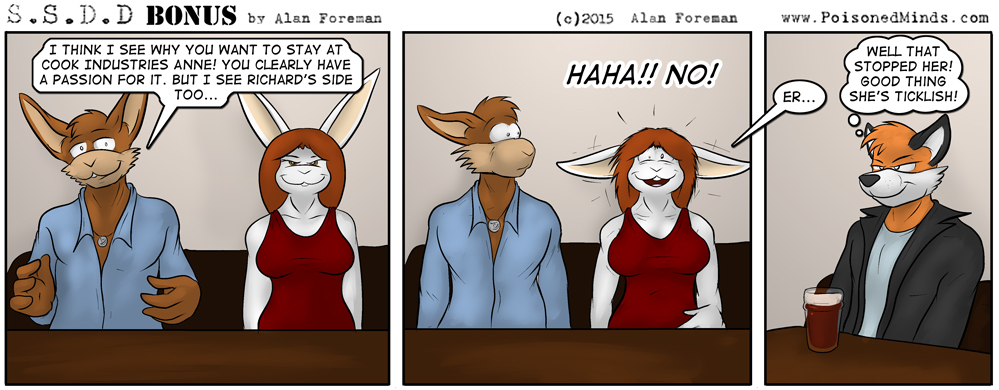 S.S.D.D BONUS by Alan Foreman
(c)2015 Alan Foreman
www.PoisonedMinds.com
I THINK I SEE WHY YOU WANT TO STAY AT
COOK INDUSTRIES ANNE! YOU CLEARLY HAVE
A PASSION FOR IT. BUT I SEE RICHARD'S SIDE
TOO...
HAHA!! NO!
ER...
WELL THAT
STOPPED HER!
GOOD THING
SHE'S TICKLISH!